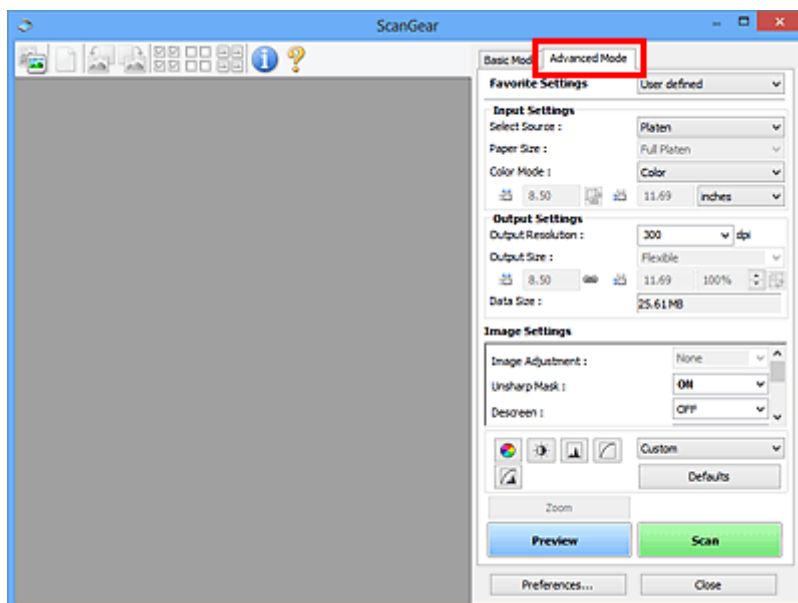 ScanGear
Basic Mod Advanced Mode
Favorite Settings User defined
Input Settings
Select Source : Platen
Paper Size : Full Platen
Color Mode : Color
8.50 11.69 inches
Output Settings
Output Resolution : 300 dpi
Output Size : Flexible
8.50 11.69 100%
Data Size : 25.61MB
Image Settings
Image Adjustment : None
Unsharp Mask : ON
Descreen : OFF
Custom
Defaults
Zoom
Preview Scan
Preferences... Close